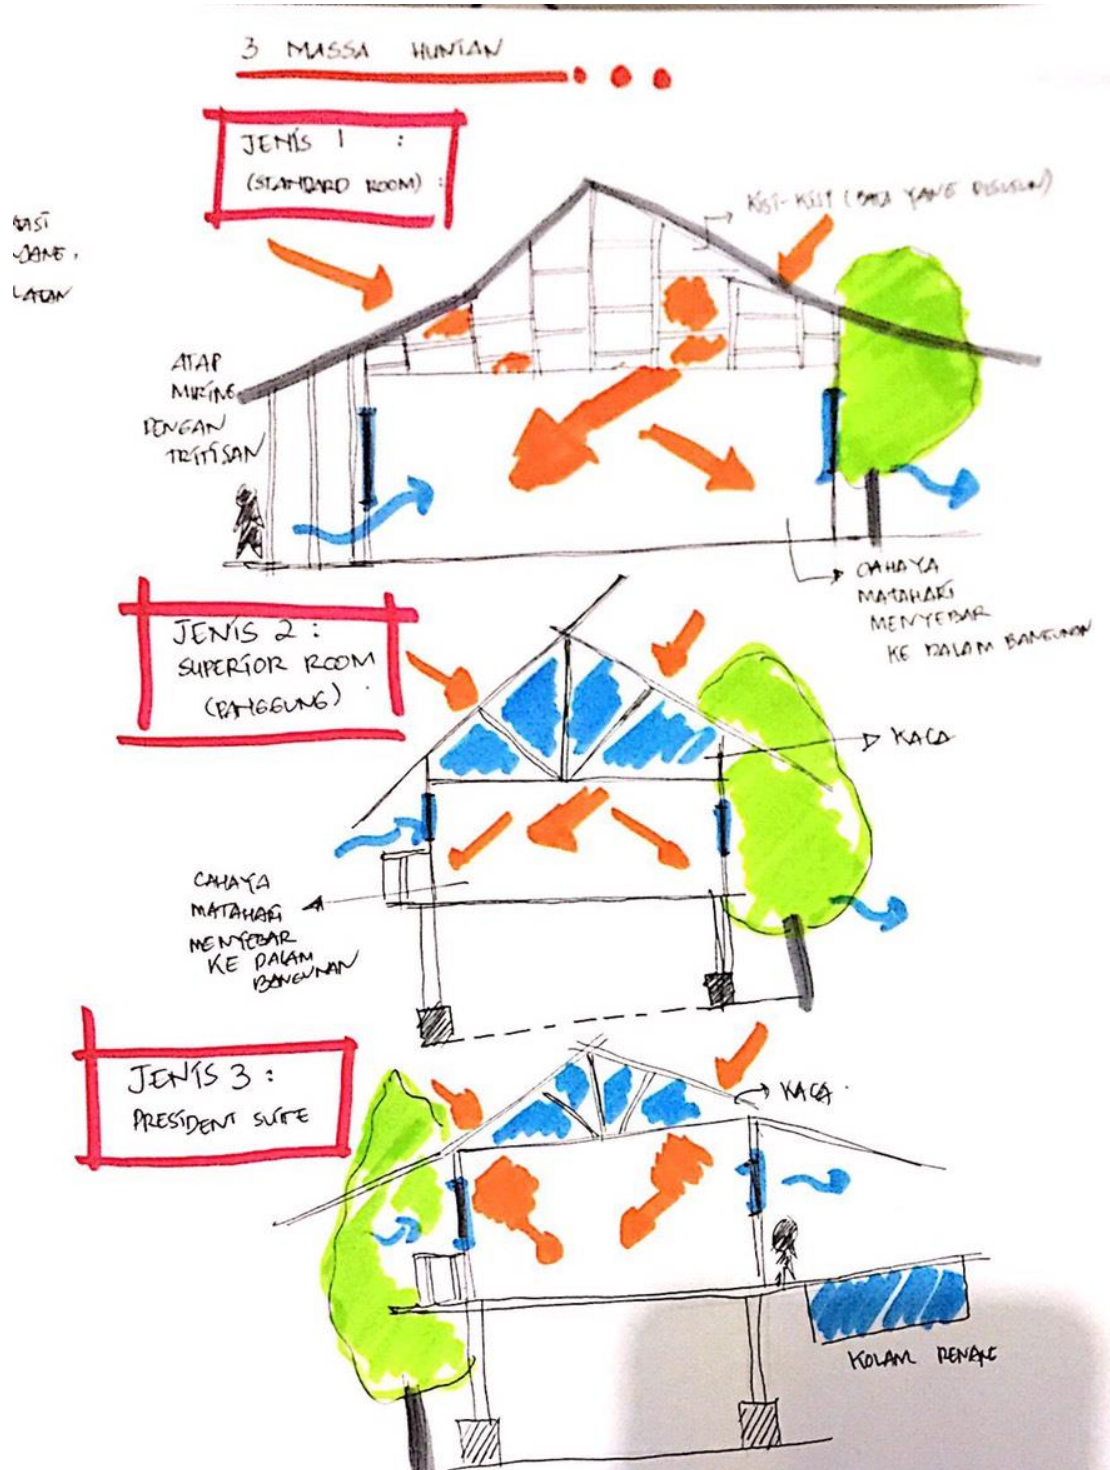 3 MASSA HUNIAN
JENIS 1 :
(STANDARD ROOM) :
KISI-KISI (BATA YANG DISUSUN)
ATAP
MIRING
DENGAN
TRITISAN
CAHAYA
MATAHARI
MENYEBAR
KE DALAM BANGUNAN
JENIS 2 :
SUPERIOR ROOM
(PANGGUNG)
KACA
CAHAYA
MATAHARI
MENYEBAR
KE DALAM
BANGUNAN
JENIS 3 :
PRESIDENT SUITE
KACA
KOLAM RENANG